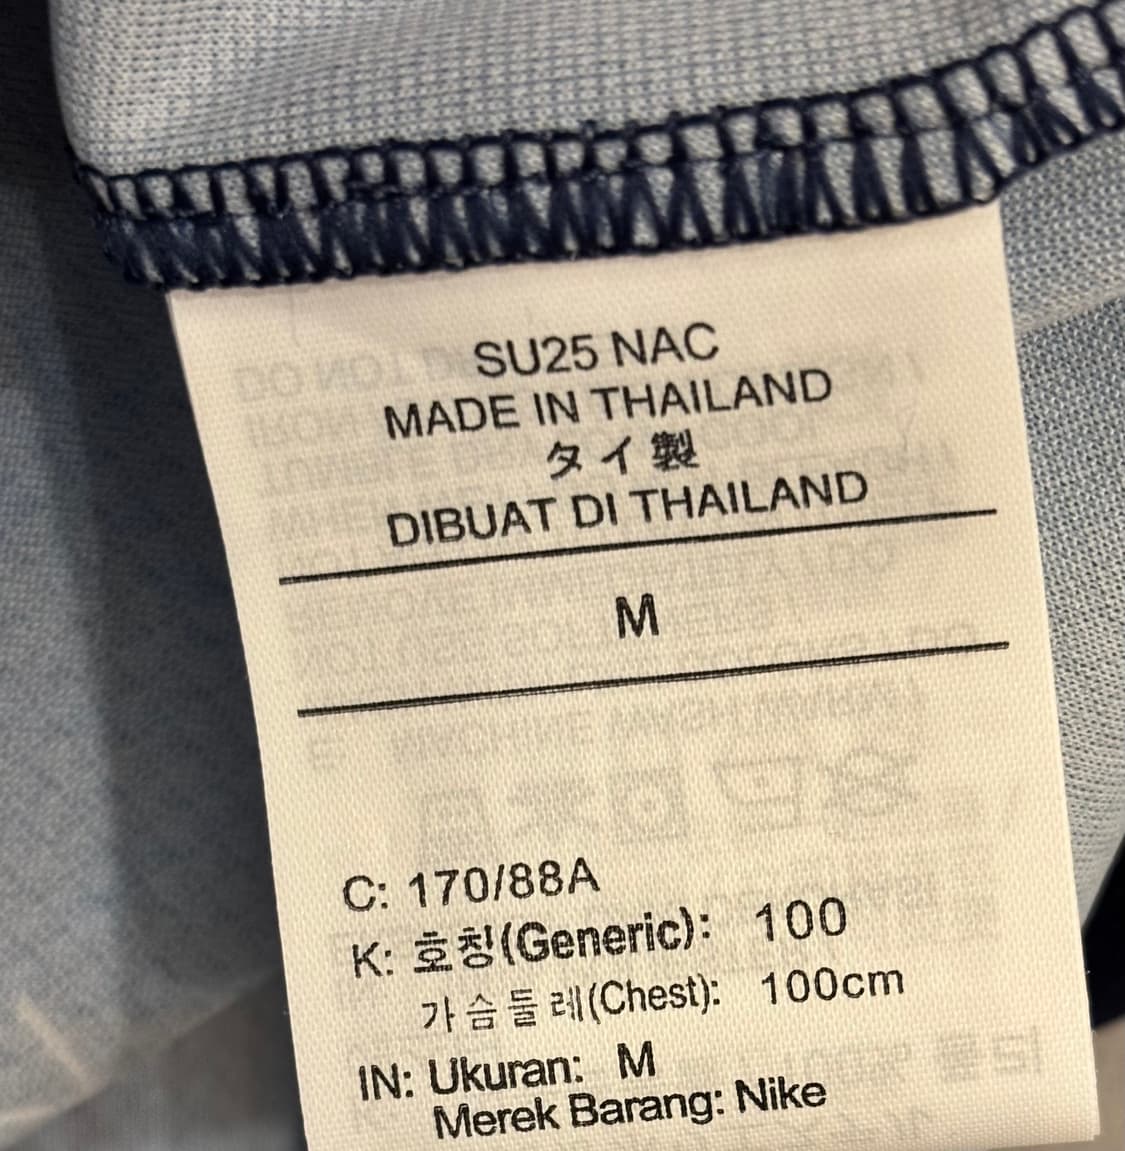 SU25 NAC
MADE IN THAILAND
タイ製
DIBUAT DI THAILAND
M
C: 170/88A
K: 호칭(Generic): 100
가슴둘레(Chest): 100cm
IN: Ukuran: M
Merek Barang: Nike